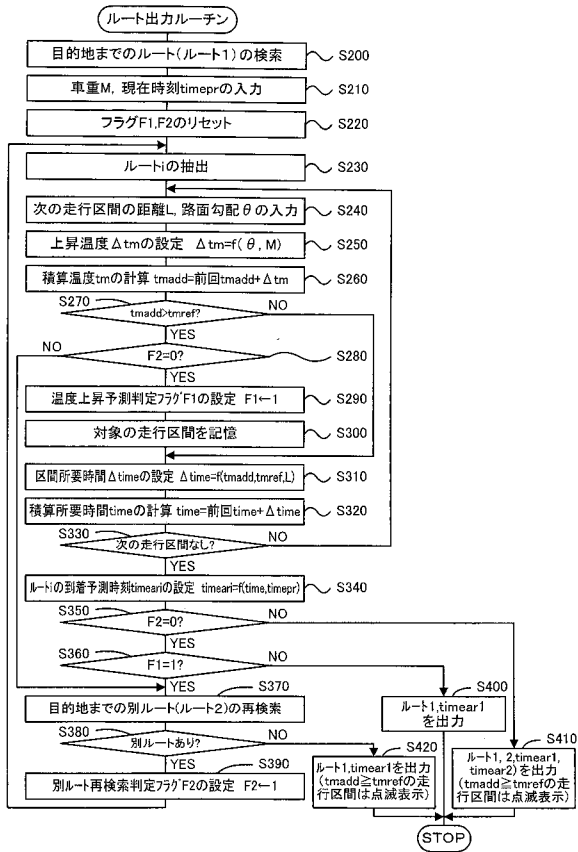 ルート出力ルーチン
目的地までのルート(ルート1)の検索
S200
車重M, 現在時刻timeprの入力
S210
フラグF1,F2のリセット
S220
ルートiの抽出
S230
次の走行区間の距離L, 路面勾配θの入力
S240
上昇温度Δtmの設定 Δtm=f(θ,M)
S250
積算温度tmの計算 tmadd=前回tmadd+Δtm
S260
S270
tmadd>tmref?
NO
YES
NO
F2=0?
S280
YES
温度上昇予測判定フラグF1の設定 F1←1
S290
対象の走行区間を記憶
S300
区間所要時間Δtimeの設定 Δtime=f(tmadd,tmref,L)
S310
積算所要時間timeの計算 time=前回time+Δtime
S320
S330
次の走行区間なし?
NO
YES
ルートiの到着予測時刻timeariの設定 timeari=f(time,timepr)
S340
S350
F2=0?
NO
YES
S360
F1=1?
NO
YES
S370
目的地までの別ルート(ルート2)の再検索
S400
ルート1,timear1
を出力
S380
別ルートあり?
NO
YES
S390
別ルート再検索判定フラグF2の設定 F2←1
S420
ルート1,timear1を出力
(tmadd≧tmrefの走
行区間は点滅表示)
S410
ルート1, 2,timear1,
timear2)を出力
(tmadd≧tmrefの走
行区間は点滅表示)
STOP